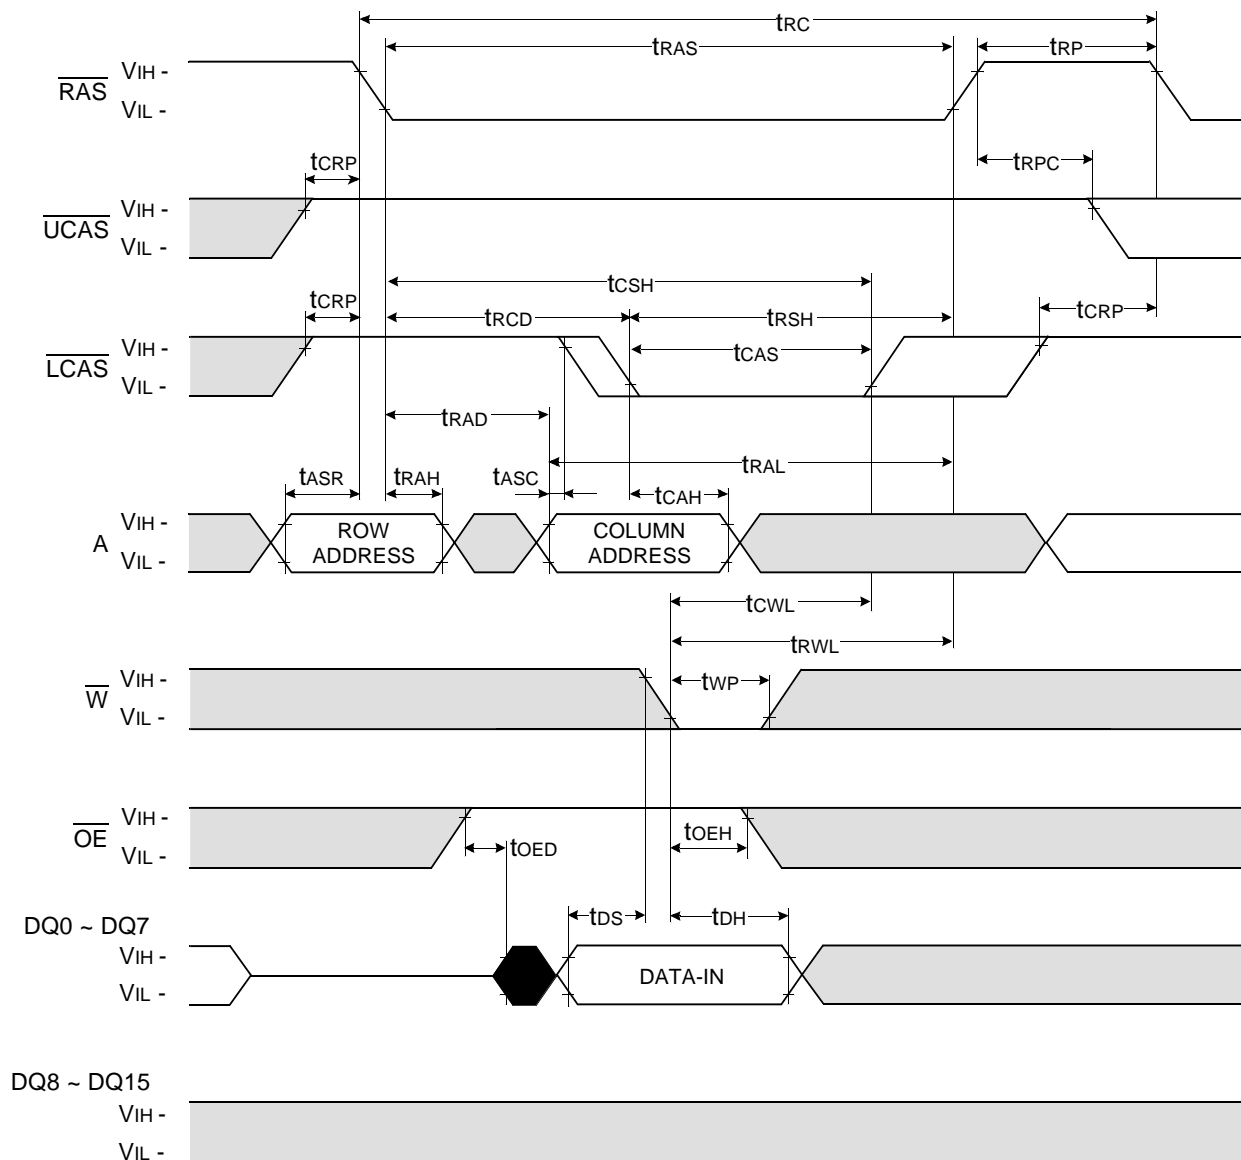 tRC
tRAS
tRP
RAS
VIH -
VIL -
tCRP
tRPC
UCAS
VIH -
VIL -
tCSH
tCRP
tRCD
tRSH
tCRP
LCAS
VIH -
VIL -
tCAS
tRAD
tRAL
tASR
tRAH
tASC
tCAH
A
VIH -
VIL -
ROW
ADDRESS
COLUMN
ADDRESS
tCWL
tRWL
W
VIH -
VIL -
tWP
OE
VIH -
VIL -
tOED
tOEH
tDS
tDH
DQ0 ~ DQ7
VIH -
VIL -
DATA-IN
DQ8 ~ DQ15
VIH -
VIL -